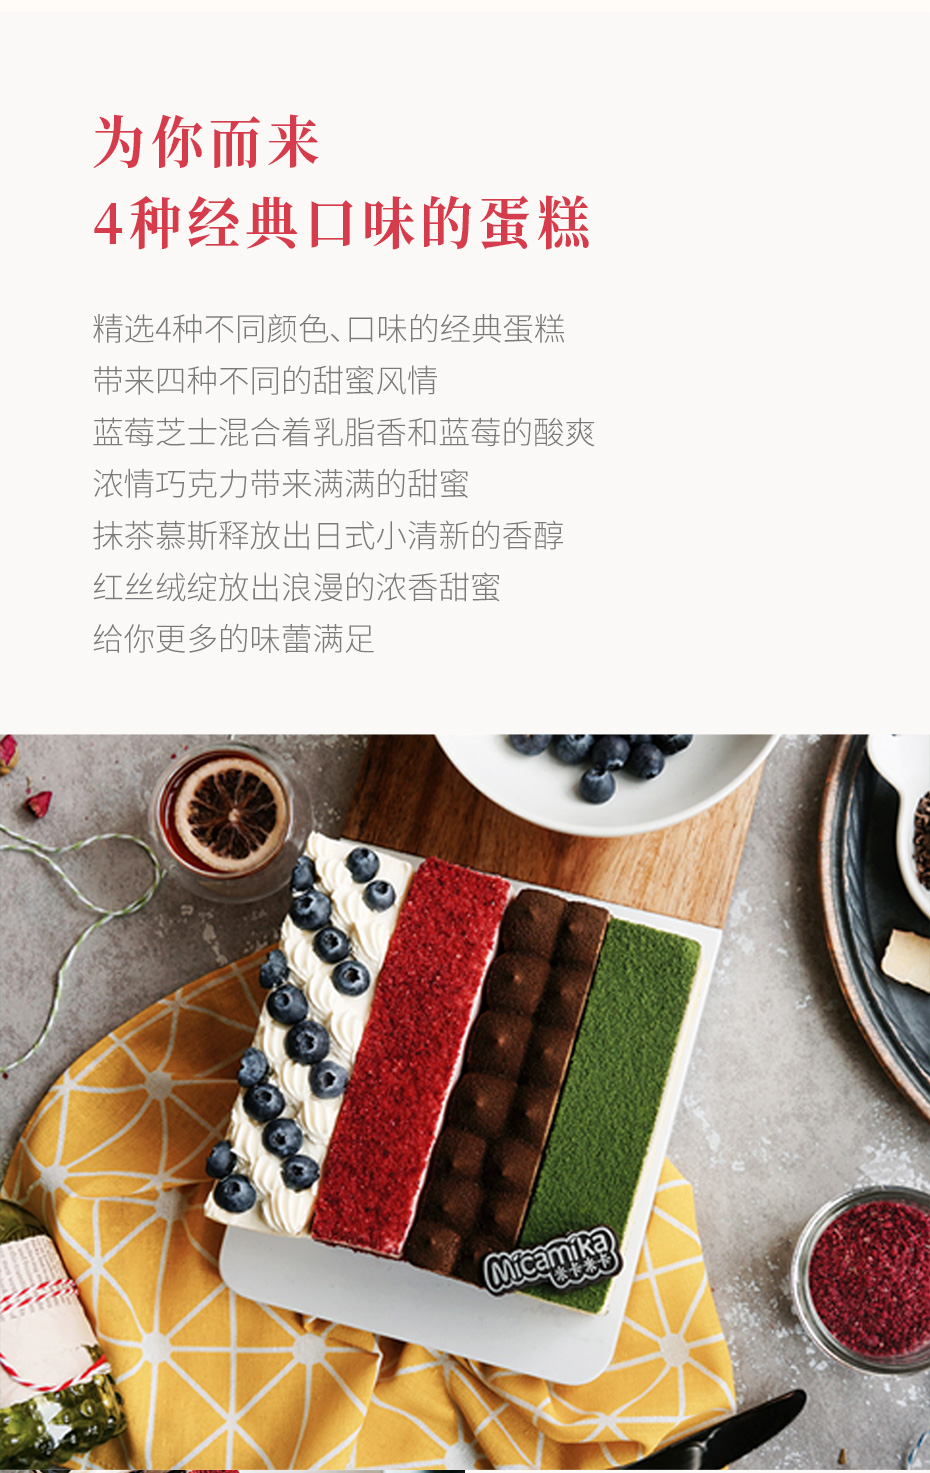 为你而来
4种经典口味的蛋糕
精选4种不同颜色、口味的经典蛋糕
带来四种不同的甜蜜风情
蓝莓芝士混合着乳脂香和蓝莓的酸爽
浓情巧克力带来满满的甜蜜
抹茶慕斯释放出日式小清新的香醇
红丝绒绽放出浪漫的浓香甜蜜
给你更多的味蕾满足
Micamika
米卡米卡